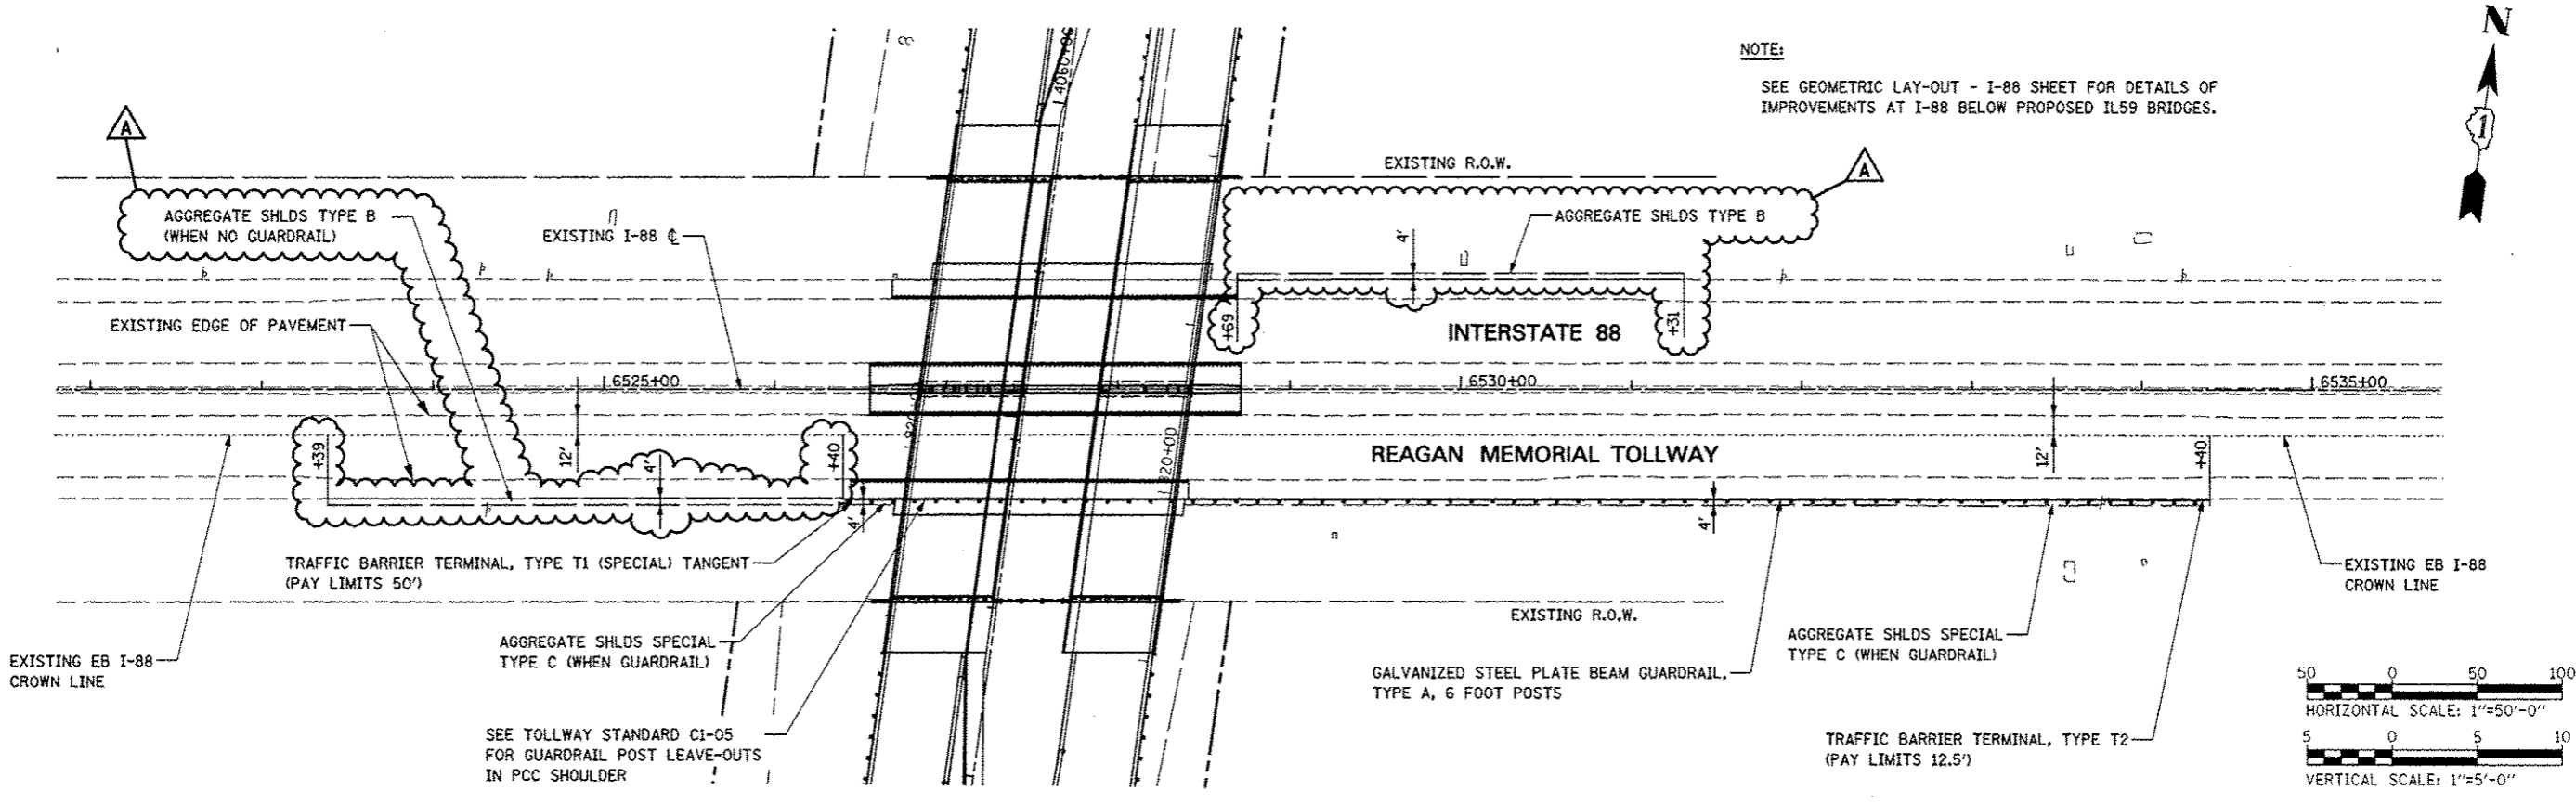 N
1
NOTE:
SEE GEOMETRIC LAY-OUT - I-88 SHEET FOR DETAILS OF
IMPROVEMENTS AT I-88 BELOW PROPOSED IL59 BRIDGES.
A
A
EXISTING R.O.W.
AGGREGATE SHLDS TYPE B
(WHEN NO GUARDRAIL)
EXISTING I-88 ℄
4'
AGGREGATE SHLDS TYPE B
EXISTING EDGE OF PAVEMENT
+69
INTERSTATE 88
+31
6525+00
6530+00
6535+00
+39
12'
4'
+40
220+00
REAGAN MEMORIAL TOLLWAY
12'
+40
4'
4'
TRAFFIC BARRIER TERMINAL, TYPE T1 (SPECIAL) TANGENT
(PAY LIMITS 50')
EXISTING EB I-88
CROWN LINE
EXISTING R.O.W.
AGGREGATE SHLDS SPECIAL
TYPE C (WHEN GUARDRAIL)
AGGREGATE SHLDS SPECIAL
TYPE C (WHEN GUARDRAIL)
EXISTING EB I-88
CROWN LINE
GALVANIZED STEEL PLATE BEAM GUARDRAIL,
TYPE A, 6 FOOT POSTS
SEE TOLLWAY STANDARD C1-05
FOR GUARDRAIL POST LEAVE-OUTS
IN PCC SHOULDER
TRAFFIC BARRIER TERMINAL, TYPE T2
(PAY LIMITS 12.5')
50 0 50 100
HORIZONTAL SCALE: 1"=50'-0"
5 0 5 10
VERTICAL SCALE: 1"=5'-0"